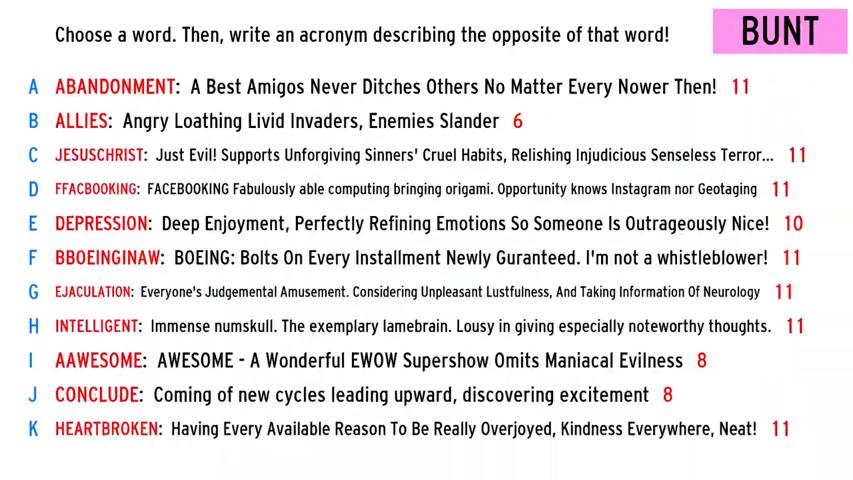 Choose a word. Then, write an acronym describing the opposite of that word!
BUNT
A ABANDONMENT: A Best Amigos Never Ditches Others No Matter Every Nower Then! 11
B ALLIES: Angry Loathing Livid Invaders, Enemies Slander 6
C JESUSCHRIST: Just Evil! Supports Unforgiving Sinners' Cruel Habits, Relishing Injudicious Senseless Terror... 11
D FFACBOOKING: FACEBOOKING Fabulously able computing bringing origami. Opportunity knows Instagram nor Geotaging 11
E DEPRESSION: Deep Enjoyment, Perfectly Refining Emotions So Someone Is Outrageously Nice! 10
F BBOEINGINAW: BOEING: Bolts On Every Installment Newly Guranteed. I'm not a whistleblower! 11
G EJACULATION: Everyone's Judgemental Amusement. Considering Unpleasant Lustfulness, And Taking Information Of Neurology 11
H INTELLIGENT: Immense numskull. The exemplary lamebrain. Lousy in giving especially noteworthy thoughts. 11
I AAWESOME: AWESOME - A Wonderful EWOW Supershow Omits Maniacal Evilness 8
J CONCLUDE: Coming of new cycles leading upward, discovering excitement 8
K HEARTBROKEN: Having Every Available Reason To Be Really Overjoyed, Kindness Everywhere, Neat! 11